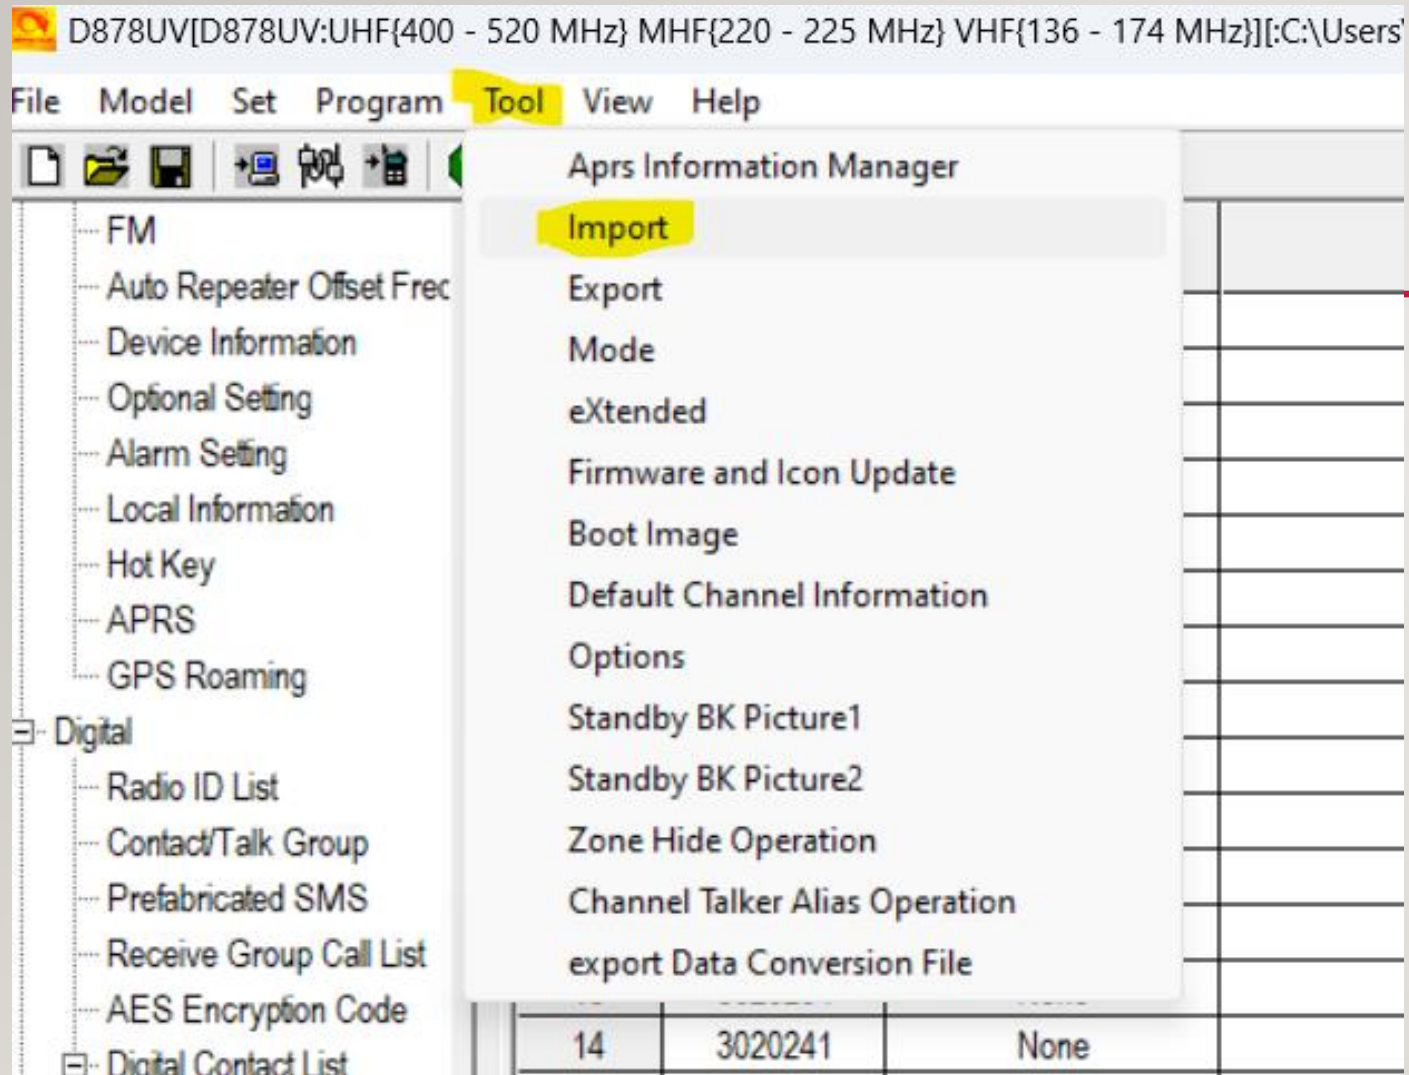 D878UV[D878UV:UHF{400 - 520 MHz} MHF{220 - 225 MHz} VHF{136 - 174 MHz}][:C:\Users\
File Model Set Program Tool View Help
Aprs Information Manager
Import
Export
Mode
eXtended
Firmware and Icon Update
Boot Image
Default Channel Information
Options
Standby BK Picture1
Standby BK Picture2
Zone Hide Operation
Channel Talker Alias Operation
export Data Conversion File
FM
Auto Repeater Offset Frec
Device Information
Optional Setting
Alarm Setting
Local Information
Hot Key
APRS
GPS Roaming
Digital
Radio ID List
Contact/Talk Group
Prefabricated SMS
Receive Group Call List
AES Encryption Code
Digital Contact List
14 3020241 None